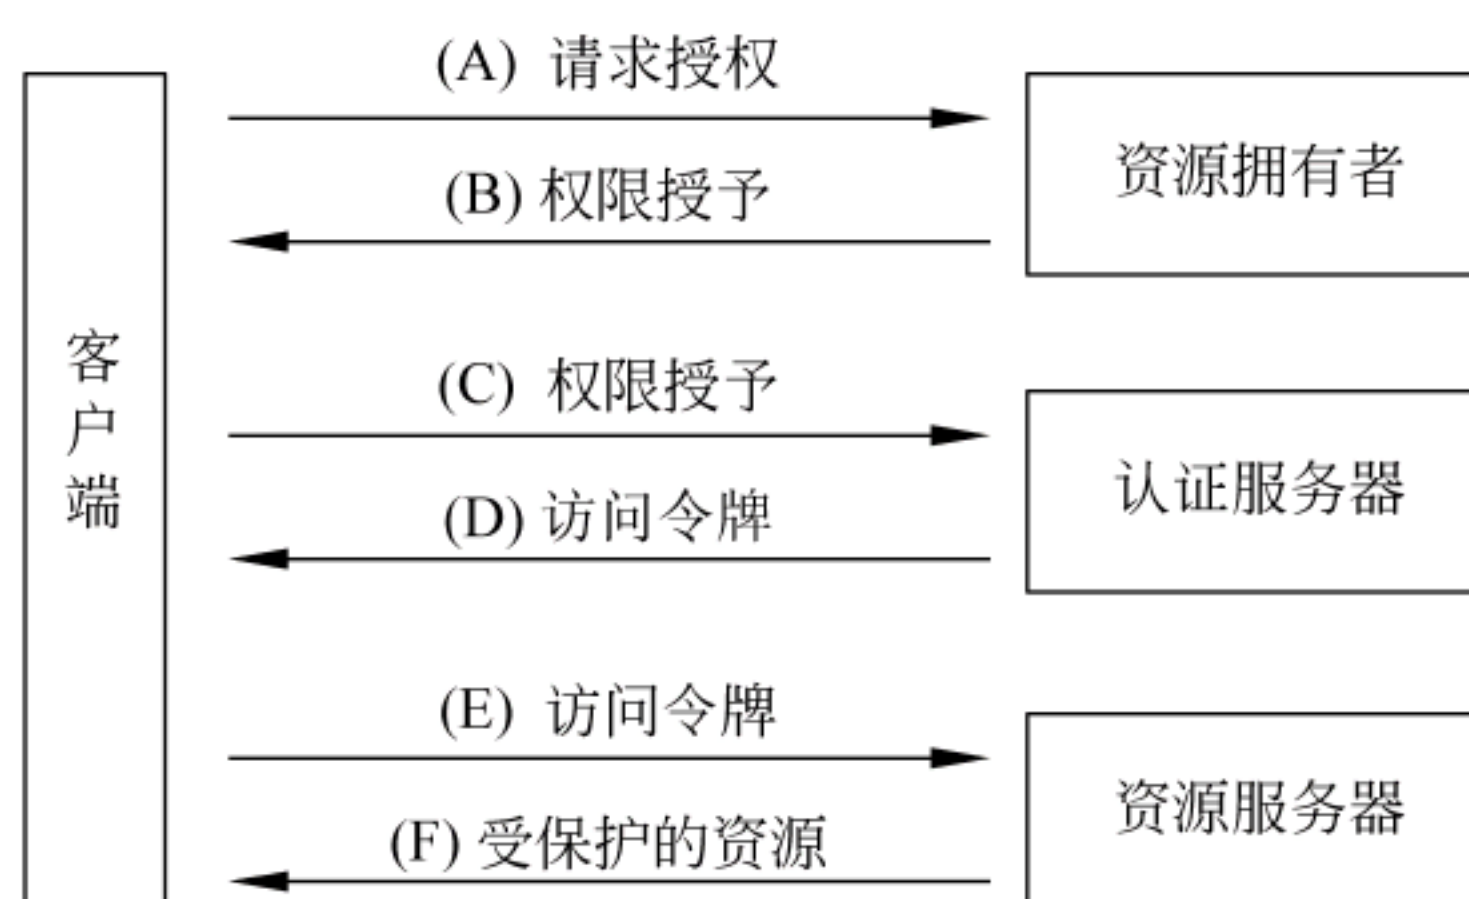 (A) 请求授权
资源拥有者
(B) 权限授予
客户端
(C) 权限授予
认证服务器
(D) 访问令牌
(E) 访问令牌
资源服务器
(F) 受保护的资源